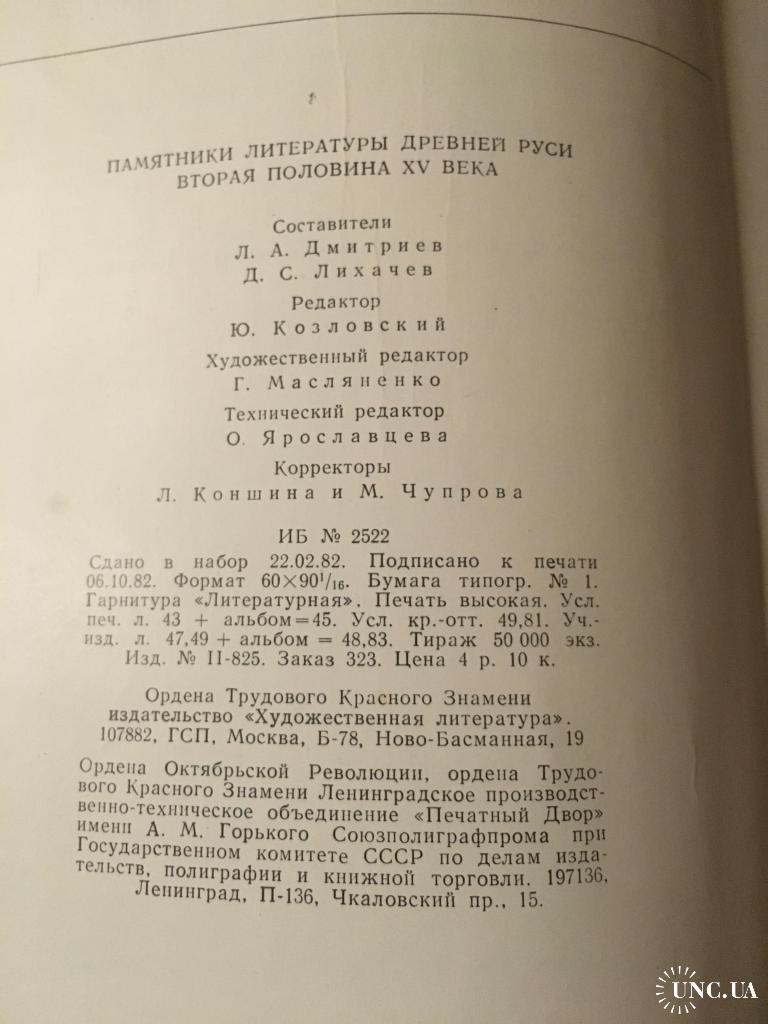 ПАМЯТНИКИ ЛИТЕРАТУРЫ ДРЕВНЕЙ РУСИ
ВТОРАЯ ПОЛОВИНА XV ВЕКА
Составители
Л. А. Дмитриев
Д. С. Лихачев
Редактор
Ю. Козловский
Художественный редактор
Г. Масляненко
Технический редактор
О. Ярославцева
Корректоры
Л. Коншина и М. Чупрова
ИБ № 2522
Сдано в набор 22.02.82. Подписано к печати
06.10.82. Формат 60×90¹/₁₆. Бумага типогр. № 1.
Гарнитура «Литературная». Печать высокая. Усл.
печ. л. 43 + альбом=45. Усл. кр.-отт. 49,81. Уч.-
изд. л. 47,49 + альбом = 48,83. Тираж 50 000 экз.
Изд. № II-825. Заказ 323. Цена 4 р. 10 к.
Ордена Трудового Красного Знамени
издательство «Художественная литература».
107882, ГСП, Москва, Б-78, Ново-Басманная, 19
Ордена Октябрьской Революции, ордена Трудо-
вого Красного Знамени Ленинградское производст-
венно-техническое объединение «Печатный Двор»
имени А. М. Горького Союзполиграфпрома при
Государственном комитете СССР по делам изда-
тельств, полиграфии и книжной торговли. 197136,
Ленинград, П-136, Чкаловский пр., 15.
UNC.UA